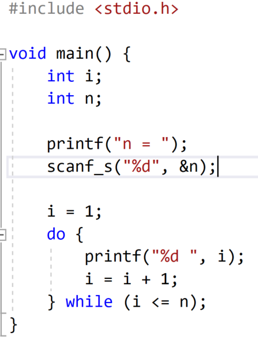 #include <stdio.h>
void main() {
    int i;
    int n;
    printf("n = ");
    scanf_s("%d", &n);
    i = 1;
    do {
        printf("%d ", i);
        i = i + 1;
    } while (i <= n);
}